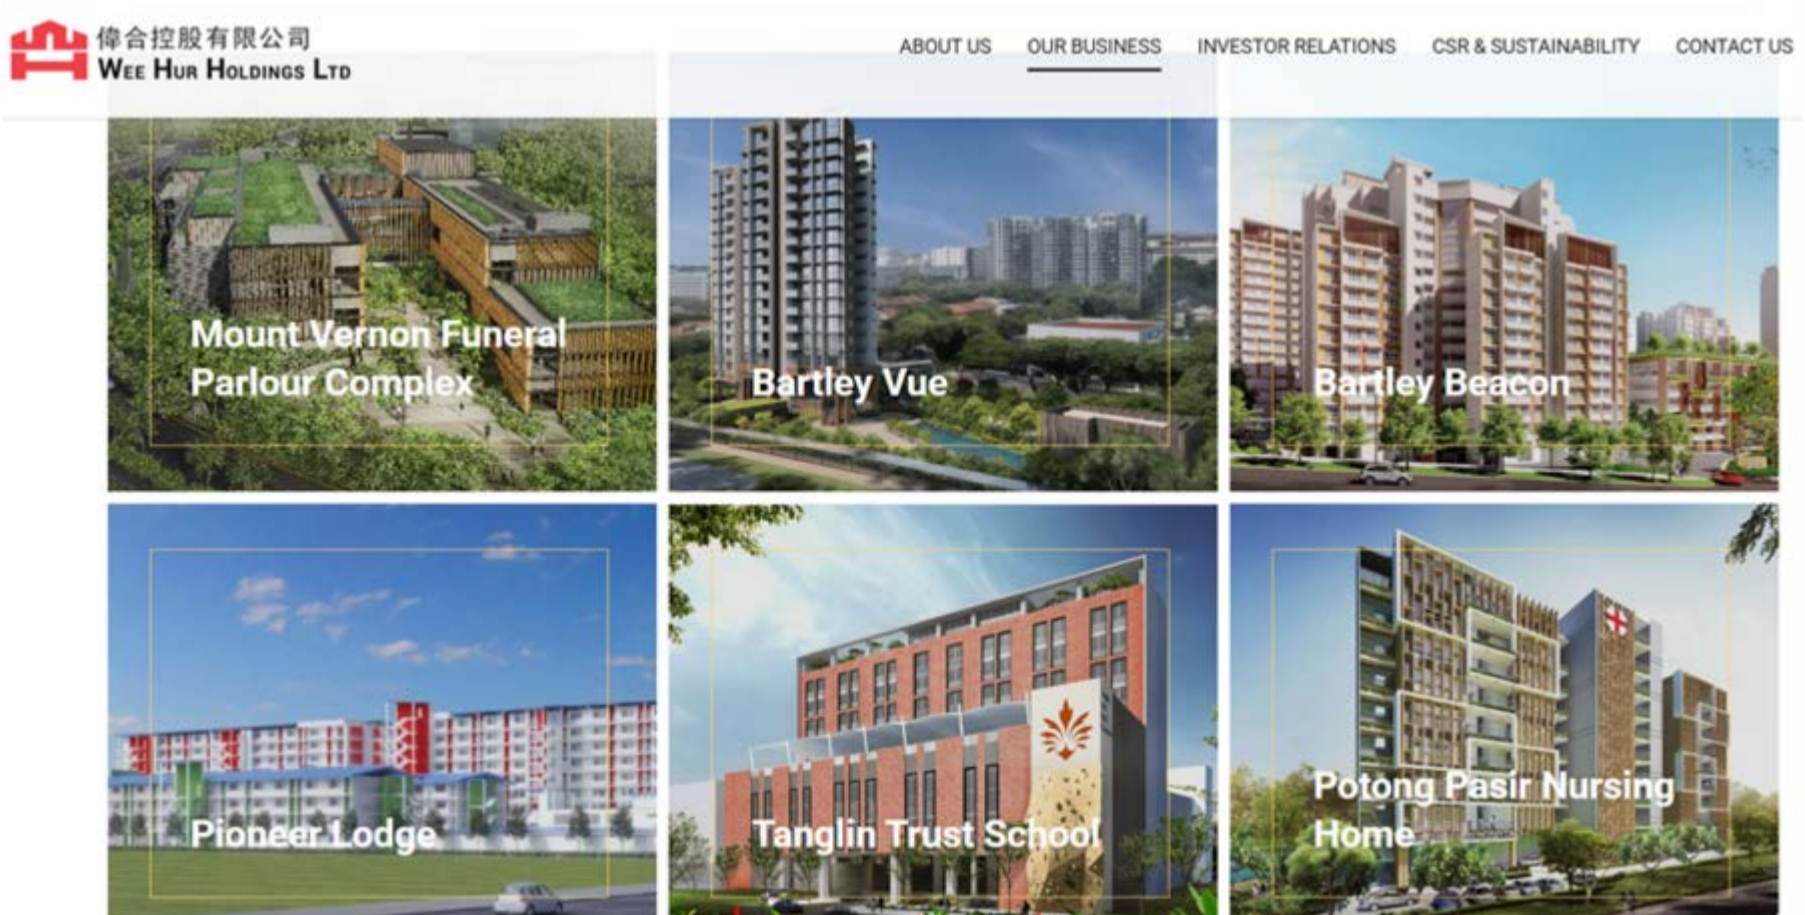 偉合控股有限公司
WEE HUR HOLDINGS LTD
ABOUT US OUR BUSINESS INVESTOR RELATIONS CSR & SUSTAINABILITY CONTACT US
Mount Vernon Funeral
Parlour Complex
Bartley Vue
Bartley Beacon
Pioneer Lodge
Tanglin Trust School
Potong Pasir Nursing
Home